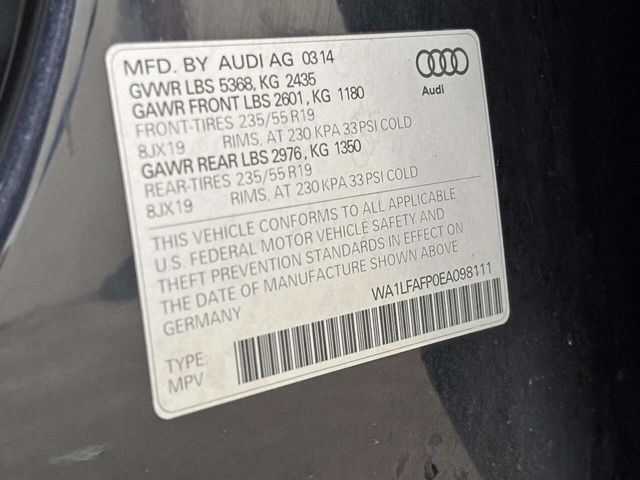 MFD. BY AUDI AG 0314
GVWR LBS 5368, KG 2435
GAWR FRONT LBS 2601, KG 1180
FRONT-TIRES 235/55 R19
8JX19 RIMS, AT 230 KPA 33 PSI COLD
GAWR REAR LBS 2976, KG 1350
REAR-TIRES 235/55 R19
8JX19 RIMS, AT 230 KPA 33 PSI COLD
Audi
THIS VEHICLE CONFORMS TO ALL APPLICABLE
U.S. FEDERAL MOTOR VEHICLE SAFETY AND
THEFT PREVENTION STANDARDS IN EFFECT ON
THE DATE OF MANUFACTURE SHOWN ABOVE
GERMANY
WA1LFAFP0EA098111
TYPE:
MPV